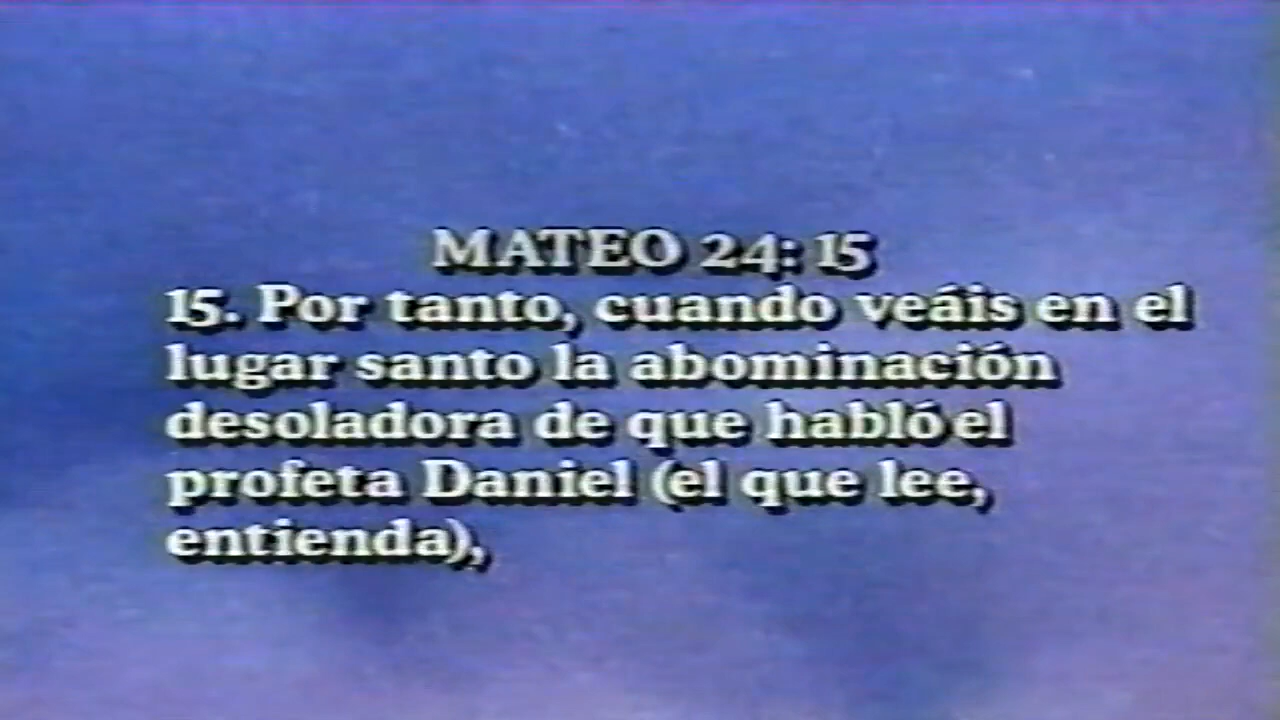 MATEO 24: 15
15. Por tanto, cuando veáis en el
lugar santo la abominación
desoladora de que habló el
profeta Daniel (el que lee,
entienda),